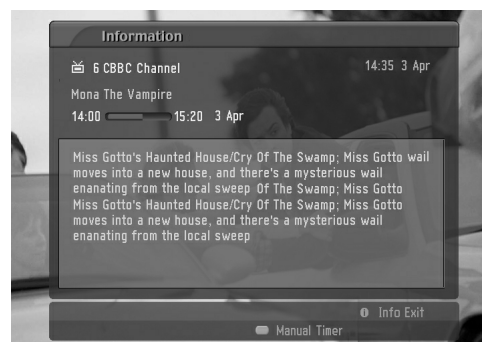 Information
6 CBBC Channel
14:35 3 Apr
Mona The Vampire
14:00 15:20 3 Apr
Miss Gotto's Haunted House/Cry Of The Swamp; Miss Gotto wail
moves into a new house, and there's a mysterious wail
enanating from the local sweep Of The Swamp; Miss Gotto
Miss Gotto's Haunted House/Cry Of The Swamp; Miss Gotto
moves into a new house, and there's a mysterious wail
enanating from the local sweep
Info Exit
Manual Timer